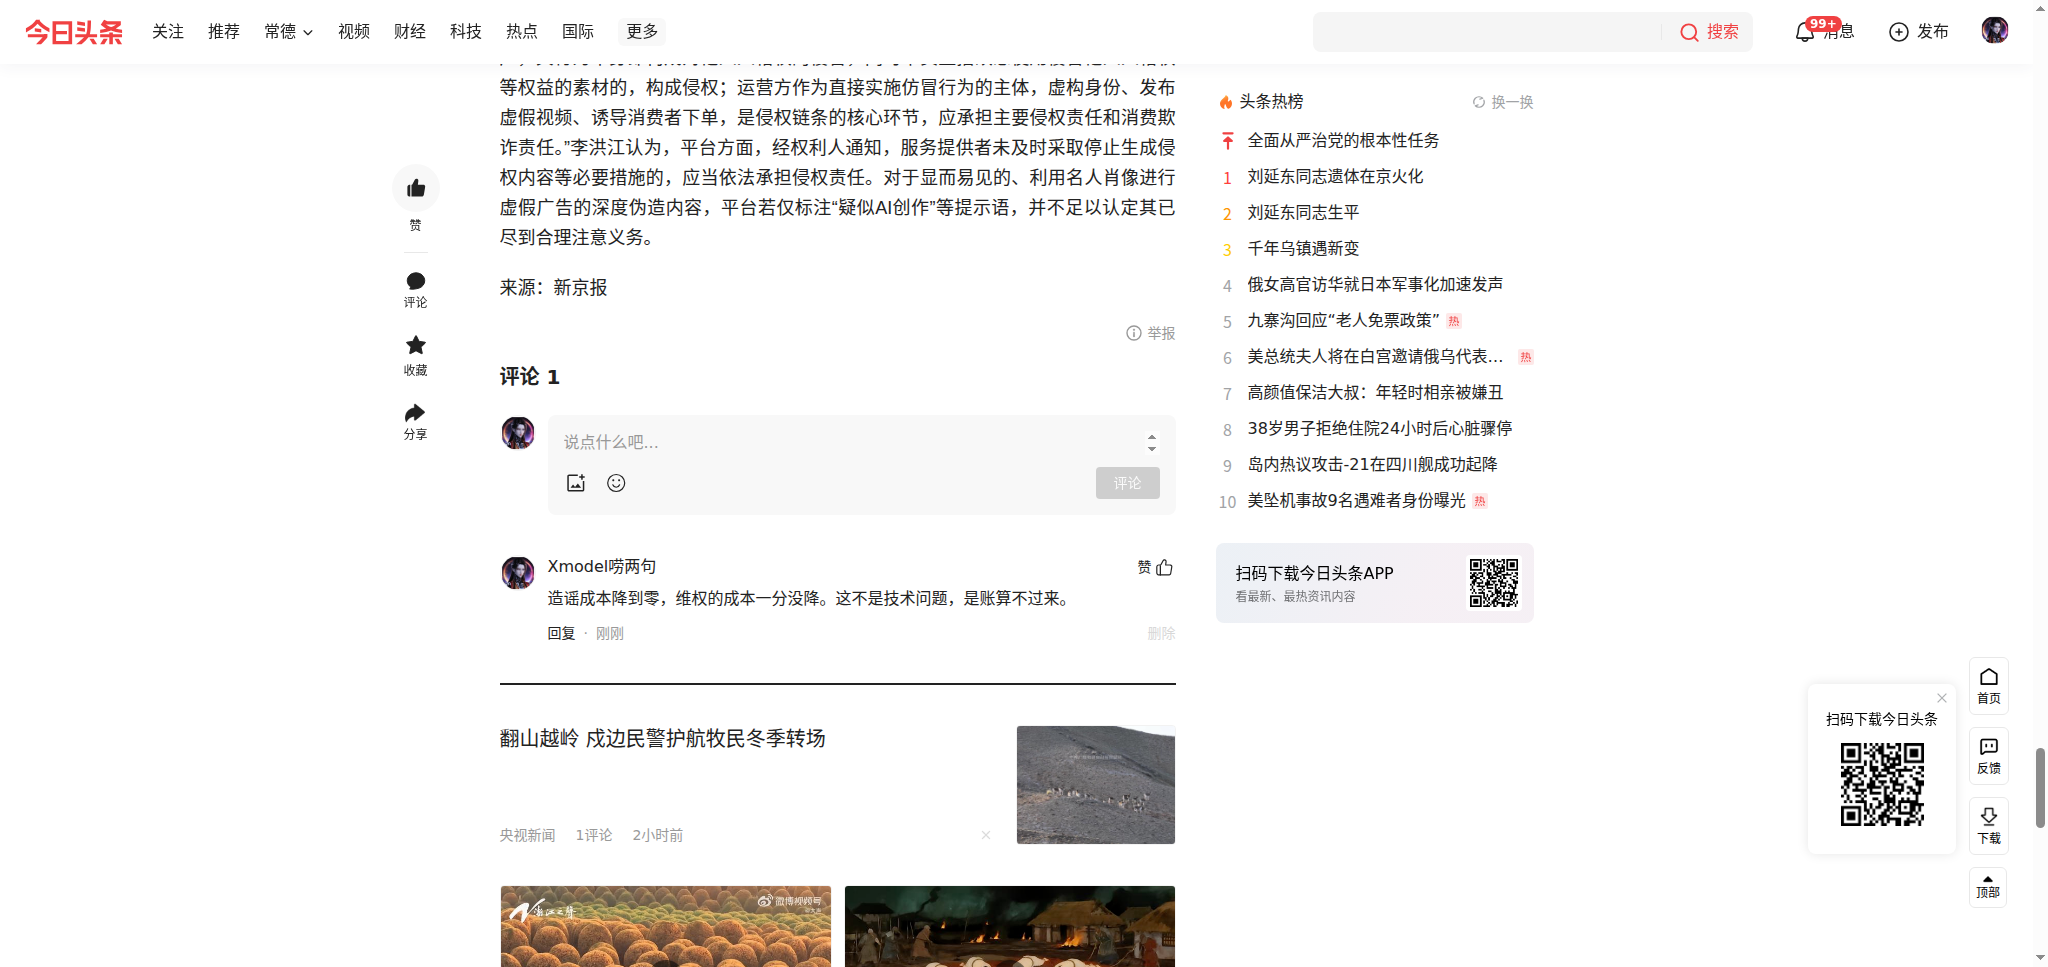 今日头条
关注
推荐
常德
视频
财经
科技
热点
国际
更多
搜索
99+
消息
发布
等权益的素材的，构成侵权；运营方作为直接实施仿冒行为的主体，虚构身份、发布
虚假视频、诱导消费者下单，是侵权链条的核心环节，应承担主要侵权责任和消费欺
诈责任。”李洪江认为，平台方面，经权利人通知，服务提供者未及时采取停止生成侵
权内容等必要措施的，应当依法承担侵权责任。对于显而易见的、利用名人肖像进行
虚假广告的深度伪造内容，平台若仅标注“疑似AI创作”等提示语，并不足以认定其已
尽到合理注意义务。
来源：新京报
举报
赞
评论
收藏
分享
评论 1
说点什么吧...
评论
Xmodel唠两句
赞
造谣成本降到零，维权的成本一分没降。这不是技术问题，是账算不过来。
回复 · 刚刚
删除
翻山越岭 戍边民警护航牧民冬季转场
央视新闻 1评论 2小时前
浙江之声
微博视频号
头条热榜
换一换
全面从严治党的根本性任务
1 刘延东同志遗体在京火化
2 刘延东同志生平
3 千年乌镇遇新变
4 俄女高官访华就日本军事化加速发声
5 九寨沟回应“老人免票政策” 热
6 美总统夫人将在白宫邀请俄乌代表... 热
7 高颜值保洁大叔：年轻时相亲被嫌丑
8 38岁男子拒绝住院24小时后心脏骤停
9 岛内热议攻击-21在四川舰成功起降
10 美坠机事故9名遇难者身份曝光 热
扫码下载今日头条APP
看最新、最热资讯内容
扫码下载今日头条
首页
反馈
下载
顶部